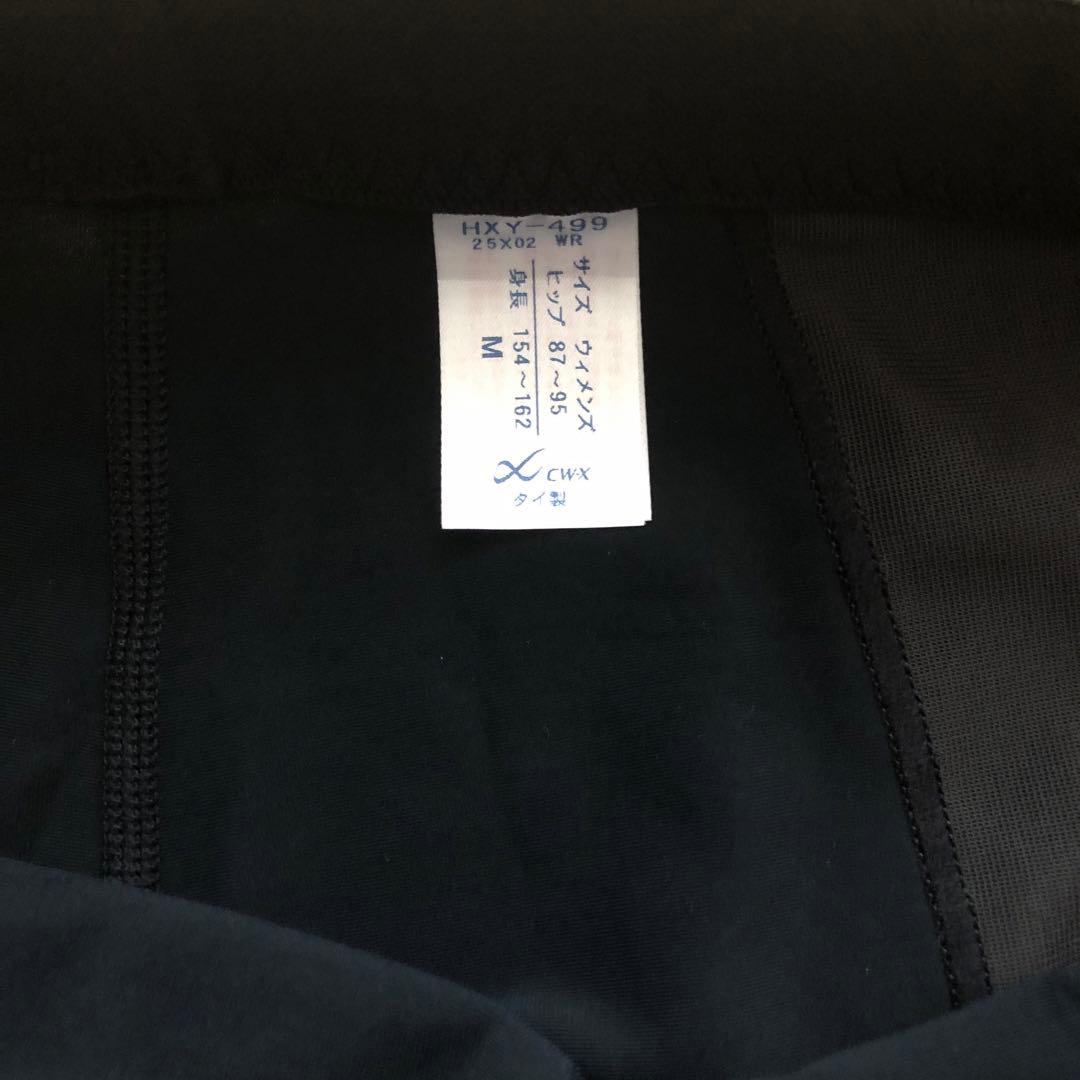 HXY-499
25X02 WR
サイズ ウィメンズ
ヒップ 87～95
身長 154～162
M
CW-X
タイ製